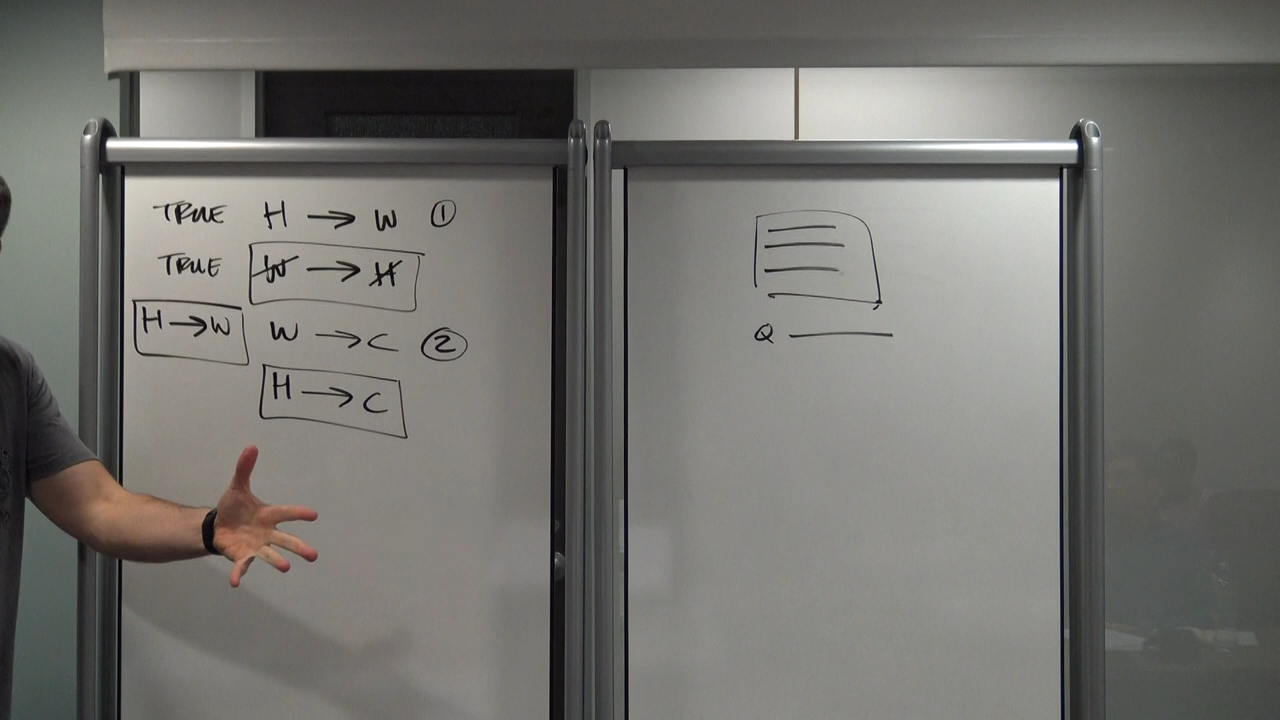 TRUE H → W ①
TRUE W̶ → H̶
H → W W → C ②
H → C
Q